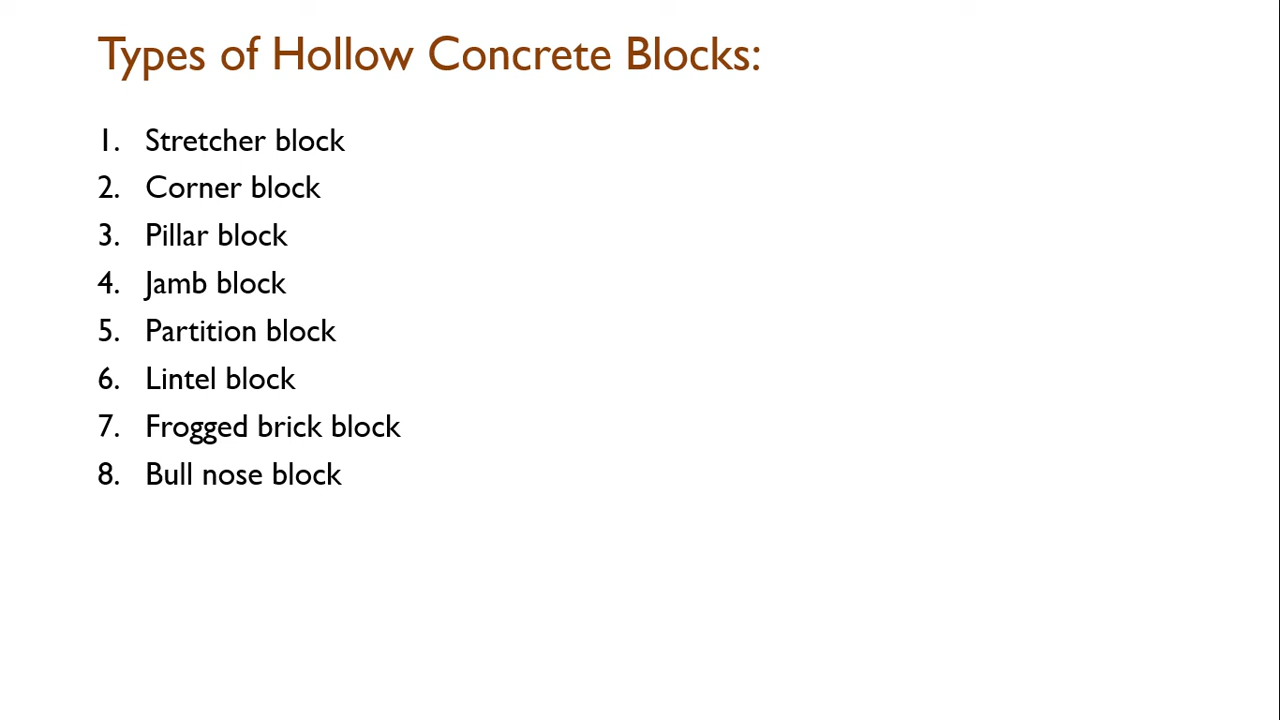 Types of Hollow Concrete Blocks:
1. Stretcher block
2. Corner block
3. Pillar block
4. Jamb block
5. Partition block
6. Lintel block
7. Frogged brick block
8. Bull nose block